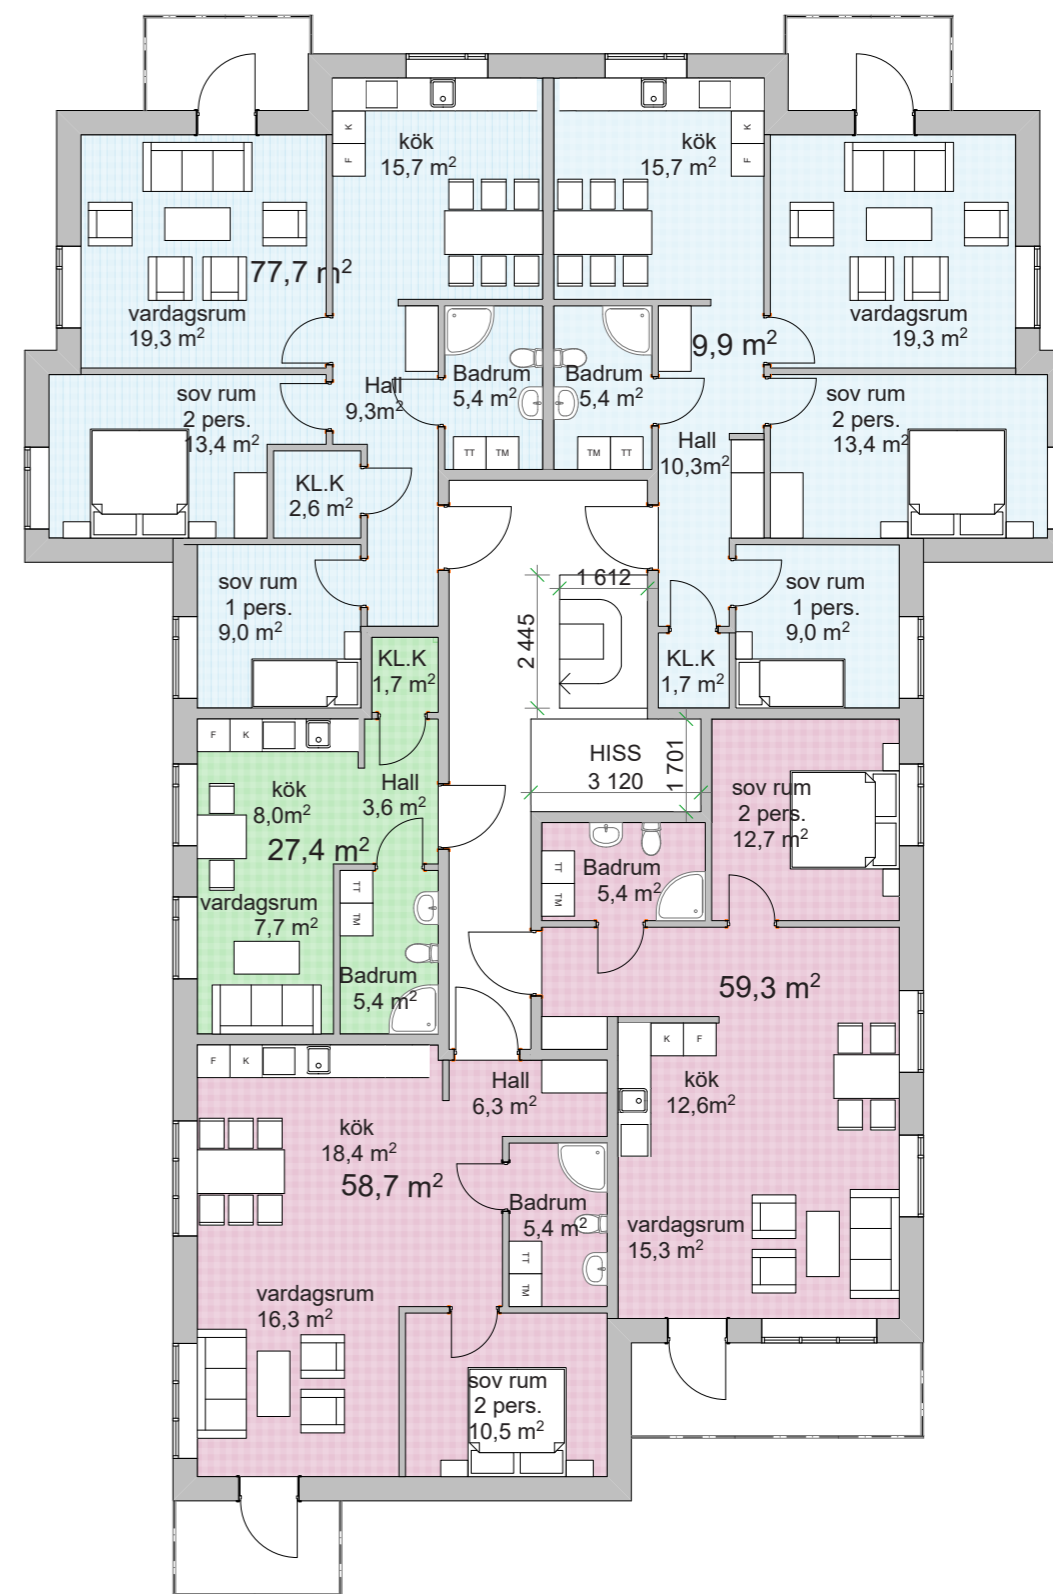 kök
15,7 m²
K
F
77,7 m²
vardagsrum
19,3 m²
kök
15,7 m²
K
F
vardagsrum
19,3 m²
9,9 m²
sov rum
2 pers.
13,4 m²
Hall
9,3m²
Badrum
5,4 m²
TT
TM
Badrum
5,4 m²
TM
TT
Hall
10,3m²
sov rum
2 pers.
13,4 m²
KL.K
2,6 m²
sov rum
1 pers.
9,0 m²
1 612
2 445
sov rum
1 pers.
9,0 m²
KL.K
1,7 m²
KL.K
1,7 m²
F
K
kök
8,0m²
Hall
3,6 m²
27,4 m²
vardagsrum
7,7 m²
TT
TM
Badrum
5,4 m²
HISS
3 120
1 701
sov rum
2 pers.
12,7 m²
Badrum
5,4 m²
TT
TM
59,3 m²
K
F
kök
12,6m²
vardagsrum
15,3 m²
F
K
Hall
6,3 m²
kök
18,4 m²
58,7 m²
Badrum
5,4 m²
TT
TM
vardagsrum
16,3 m²
sov rum
2 pers.
10,5 m²